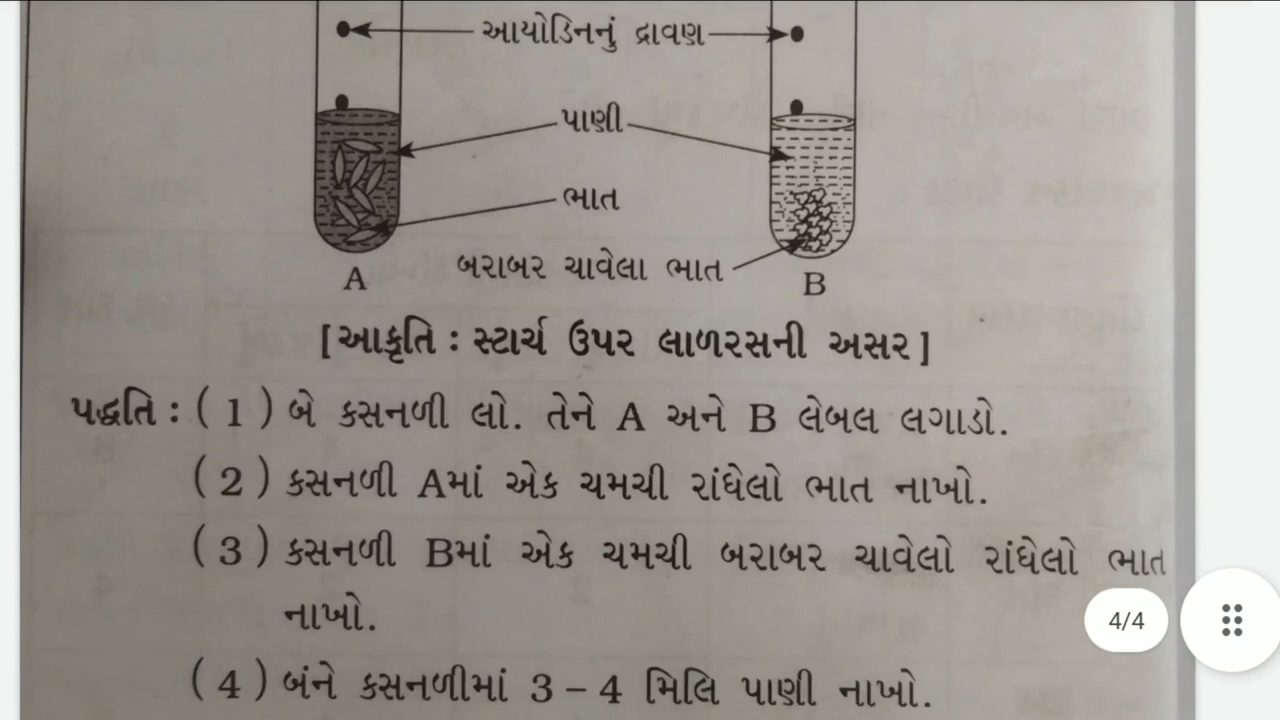 આયોડિનનું દ્રાવણ
પાણી
ભાત
બરાબર ચાવેલા ભાત
A
B
[આકૃતિ : સ્ટાર્ચ ઉપર લાળરસની અસર]
પદ્ધતિ : ( 1 ) બે કસનળી લો. તેને A અને B લેબલ લગાડો.
( 2 ) કસનળી Aમાં એક ચમચી રાંધેલો ભાત નાખો.
( 3 ) કસનળી Bમાં એક ચમચી બરાબર ચાવેલો રાંધેલો ભાત
નાખો.
4/4
( 4 ) બંને કસનળીમાં 3 – 4 મિલિ પાણી નાખો.